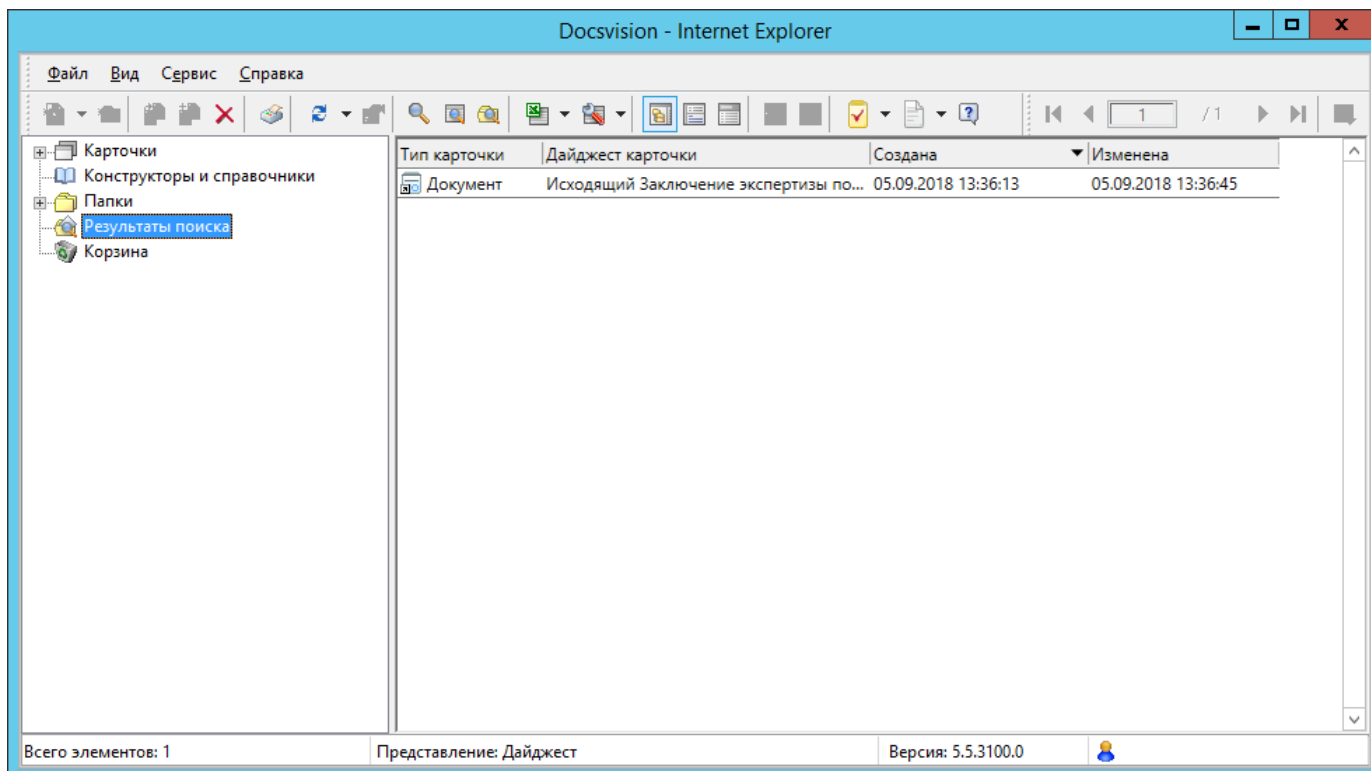 Docsvision - Internet Explorer
Файл Вид Сервис Справка
1 / 1
Карточки
Конструкторы и справочники
Папки
Результаты поиска
Корзина
Тип карточки Дайджест карточки Создана Изменена
Документ Исходящий Заключение экспертизы по... 05.09.2018 13:36:13 05.09.2018 13:36:45
Всего элементов: 1 Представление: Дайджест Версия: 5.5.3100.0